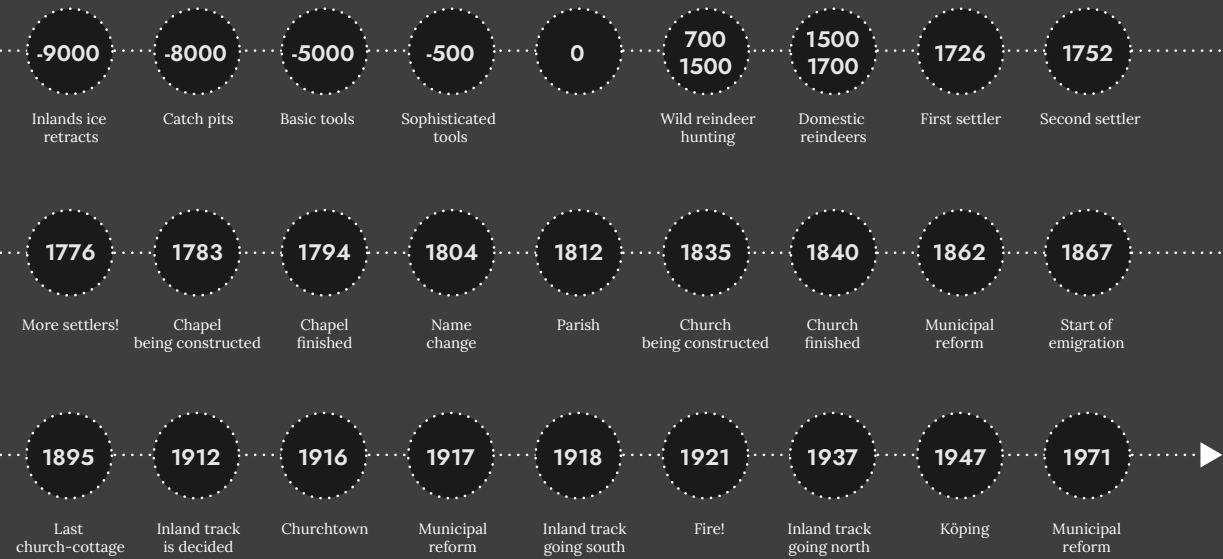 -9000
-8000
-5000
-500
0
700
1500
1500
1700
1726
1752
Inlands ice
retracts
Catch pits
Basic tools
Sophisticated
tools
Wild reindeer
hunting
Domestic
reindeers
First settler
Second settler
1776
1783
1794
1804
1812
1835
1840
1862
1867
More settlers!
Chapel
being constructed
Chapel
finished
Name
change
Parish
Church
being constructed
Church
finished
Municipal
reform
Start of
emigration
1895
1912
1916
1917
1918
1921
1937
1947
1971
Last
church-cottage
Inland track
is decided
Churchtown
Municipal
reform
Inland track
going south
Fire!
Inland track
going north
Köping
Municipal
reform